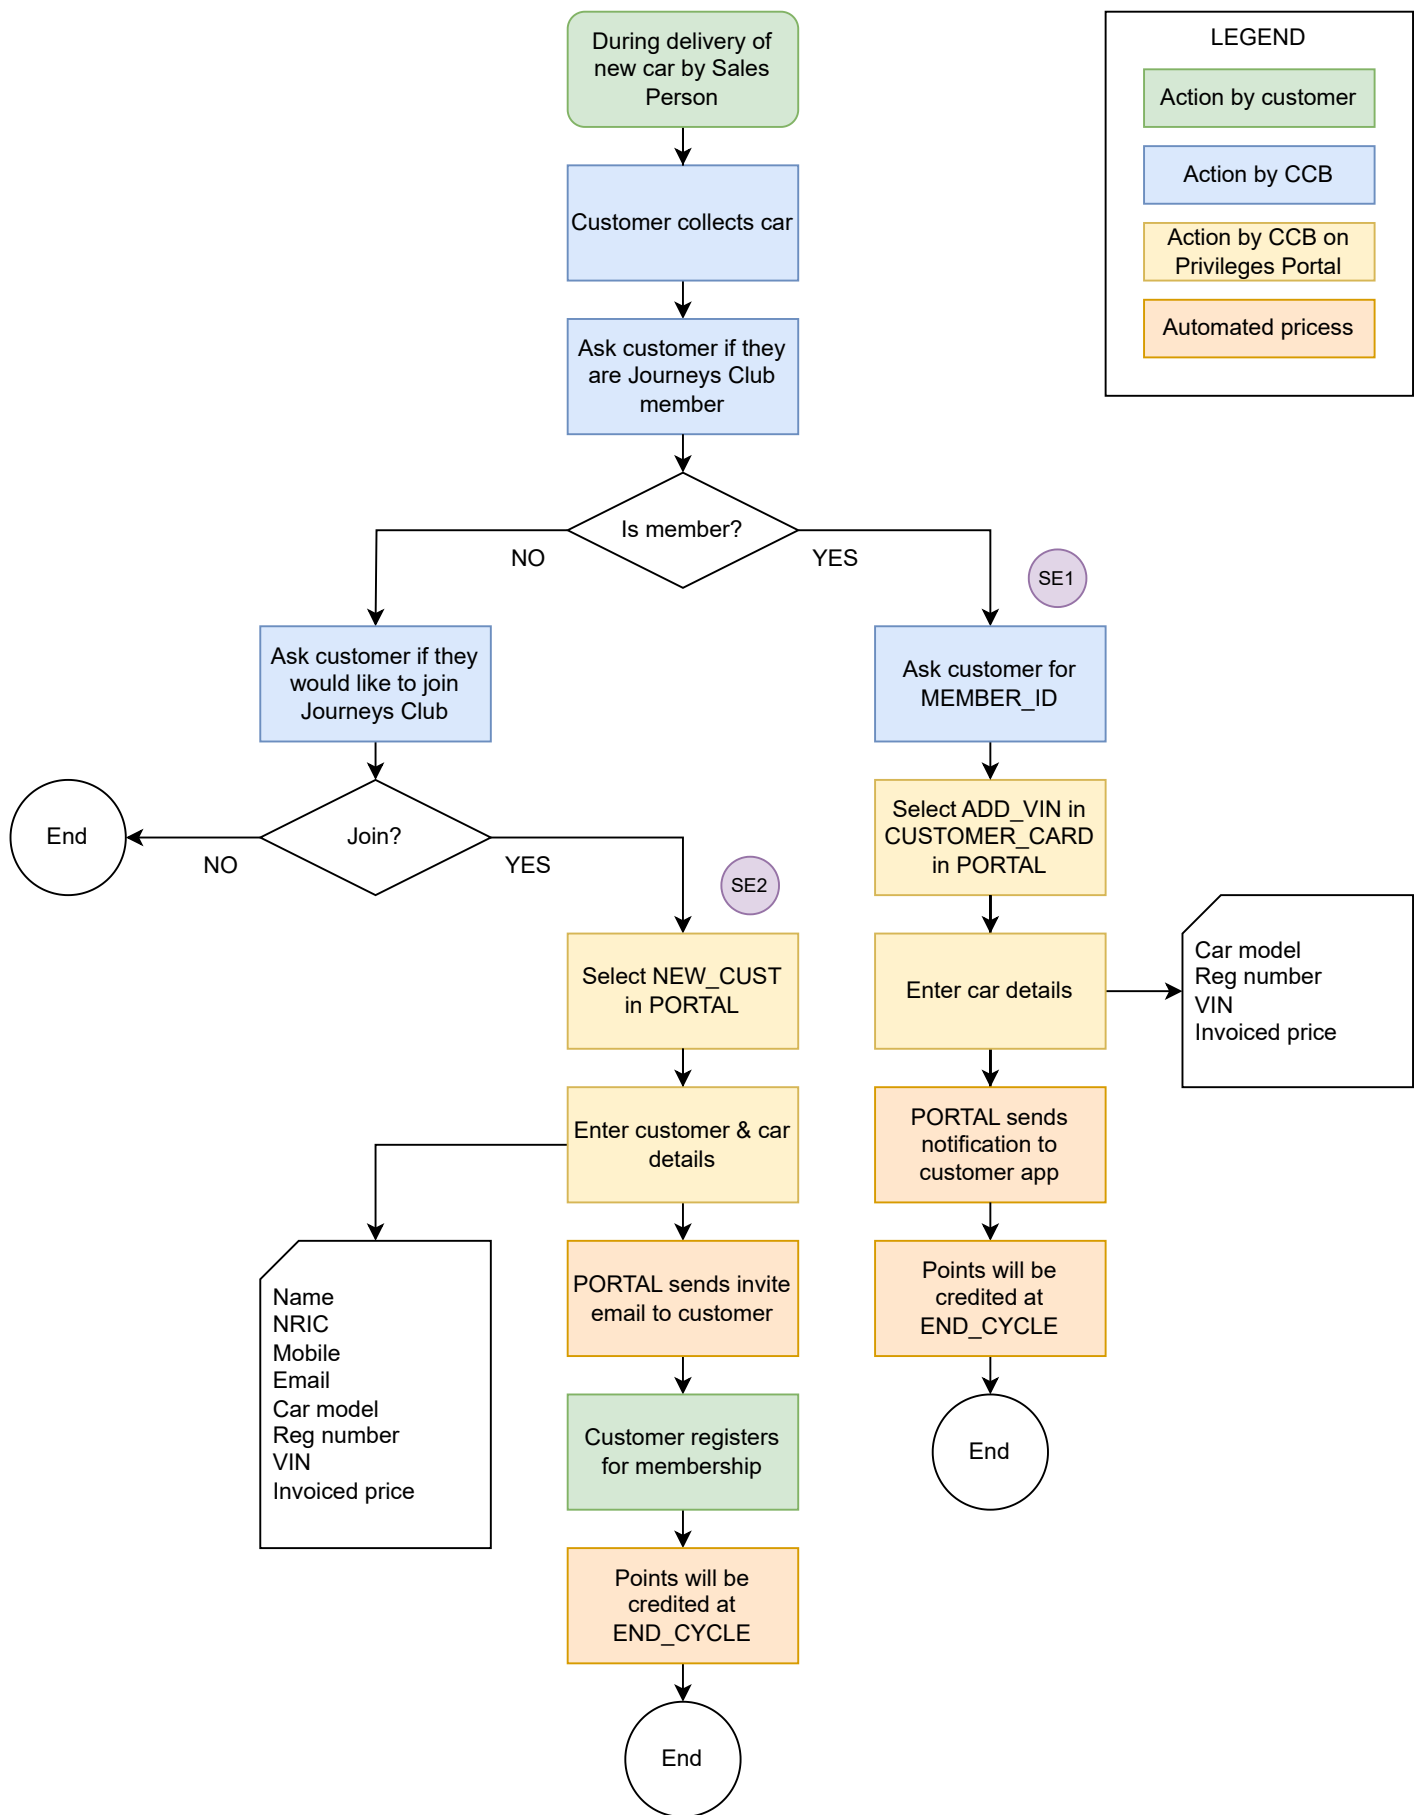 During delivery of
new car by Sales
Person
LEGEND
Action by customer
Action by CCB
Action by CCB on
Privileges Portal
Automated pricess
Customer collects car
Ask customer if they
are Journeys Club
member
Is member?
NO
YES
SE1
Ask customer if they
would like to join
Journeys Club
Ask customer for
MEMBER_ID
End
Join?
NO
YES
SE2
Select ADD_VIN in
CUSTOMER_CARD
in PORTAL
Select NEW_CUST
in PORTAL
Enter car details
Car model
Reg number
VIN
Invoiced price
Enter customer & car
details
PORTAL sends
notification to
customer app
Name
NRIC
Mobile
Email
Car model
Reg number
VIN
Invoiced price
PORTAL sends invite
email to customer
Points will be
credited at
END_CYCLE
Customer registers
for membership
End
Points will be
credited at
END_CYCLE
End